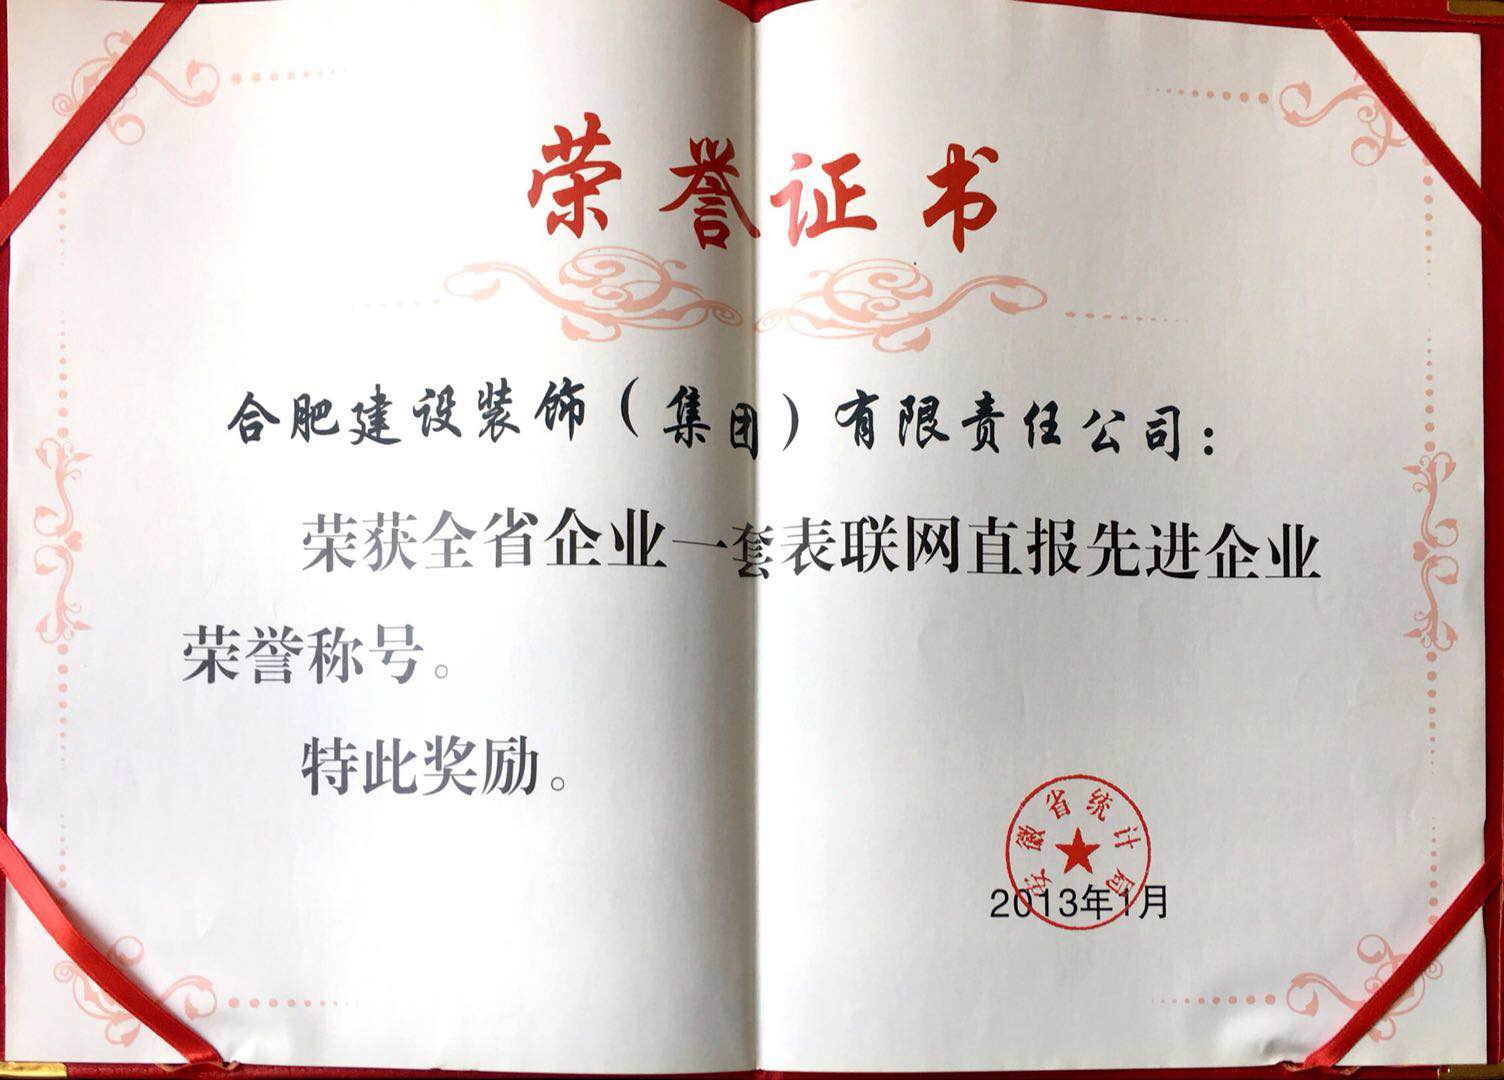 荣誉证书
合肥建设装饰（集团）有限责任公司：
荣获全省企业一套表联网直报先进企业
荣誉称号。
特此奖励。
安徽省统计局
2013年1月